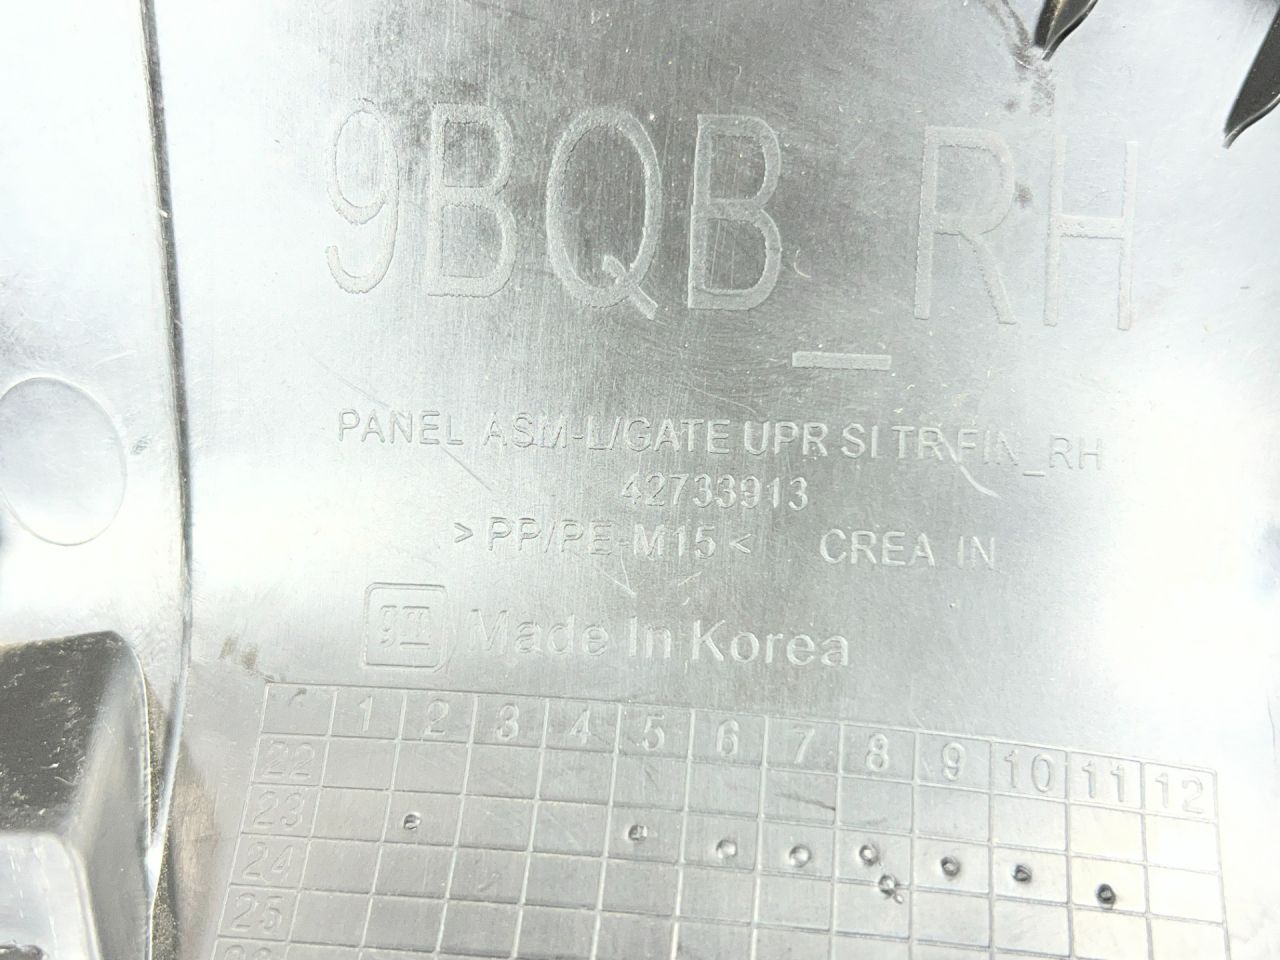 9BQB_RH
PANEL ASM-L/GATE UPR SI TR FIN_RH
42733913
>PP/PE-M15< CREA IN
gm Made In Korea
1 2 3 4 5 6 7 8 9 10 11 12
22
23
24
25